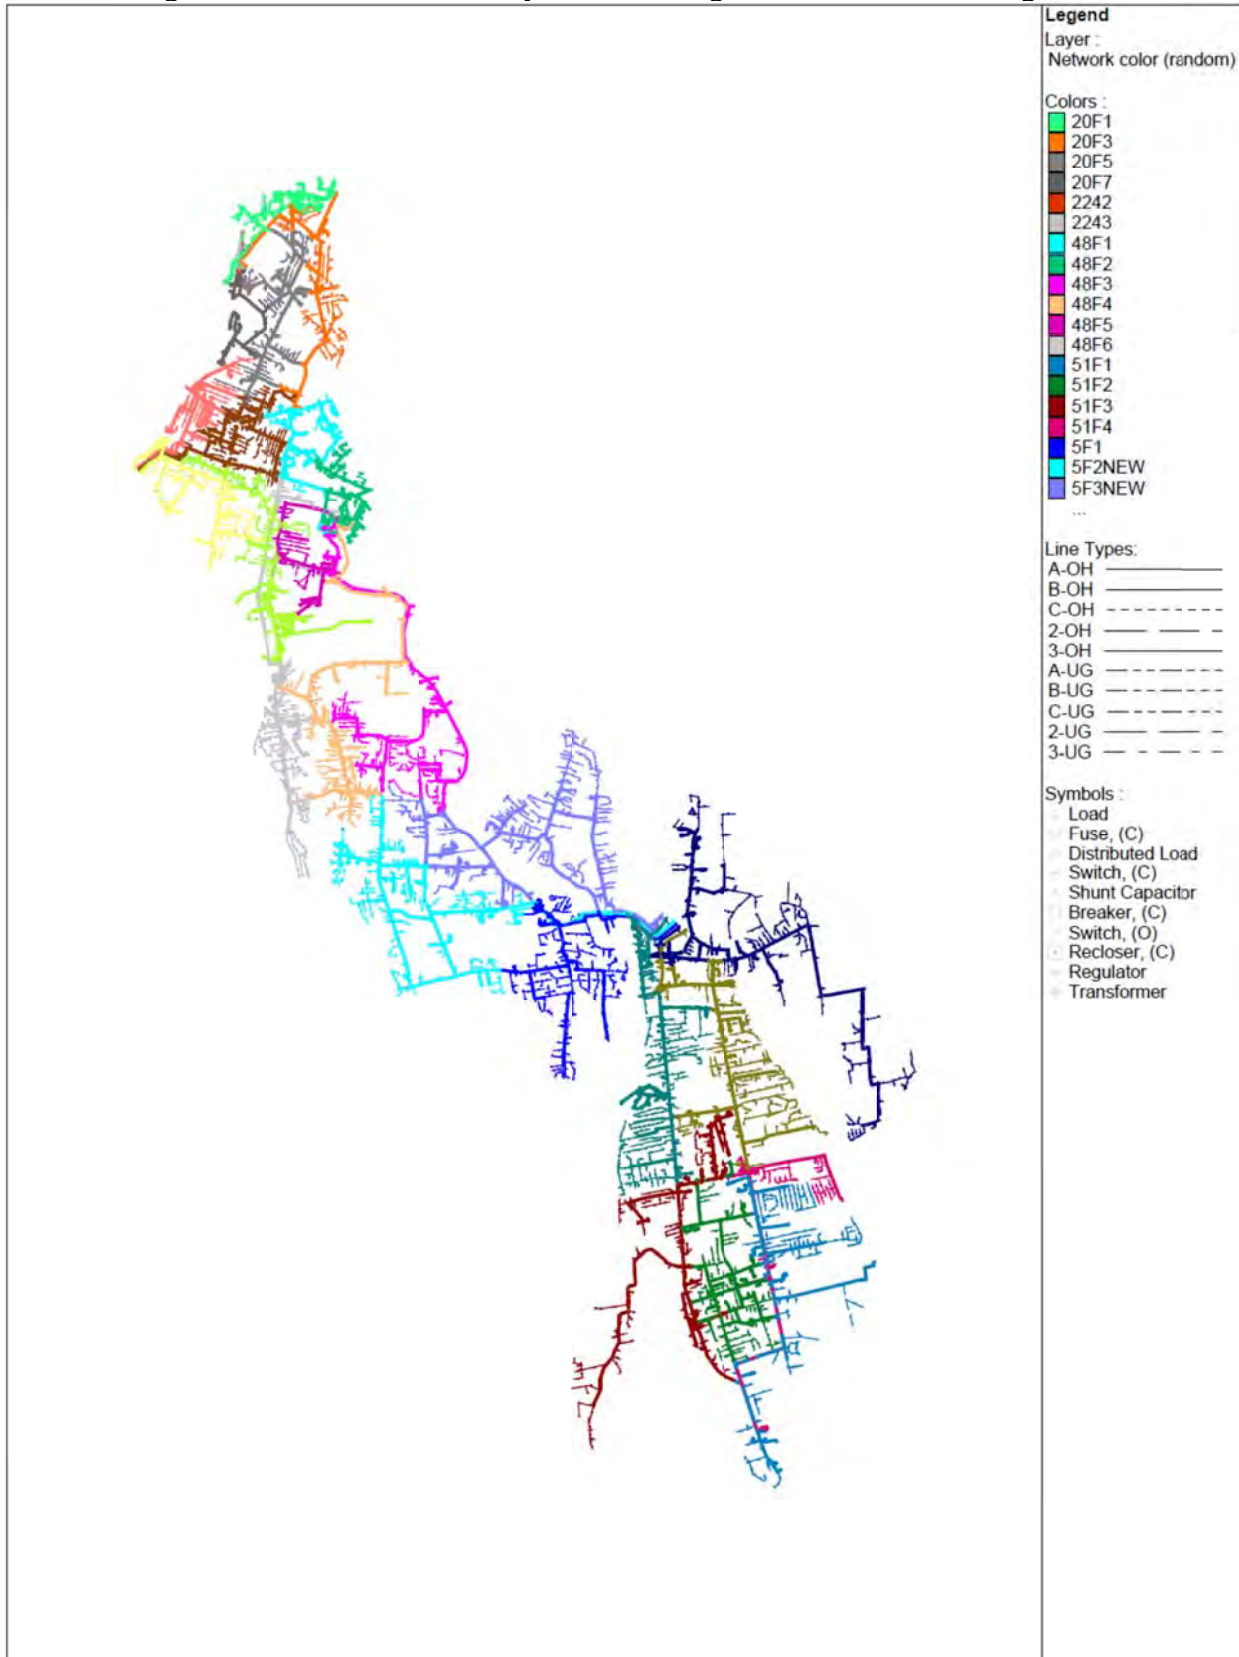 Legend
Layer :
Network color (random)
Colors :
20F1
20F3
20F5
20F7
2242
2243
48F1
48F2
48F3
48F4
48F5
48F6
51F1
51F2
51F3
51F4
5F1
5F2NEW
5F3NEW
...
Line Types:
A-OH
B-OH
C-OH
2-OH
3-OH
A-UG
B-UG
C-UG
2-UG
3-UG
Symbols :
Load
Fuse, (C)
Distributed Load
Switch, (C)
Shunt Capacitor
Breaker, (C)
Switch, (O)
Recloser, (C)
Regulator
Transformer